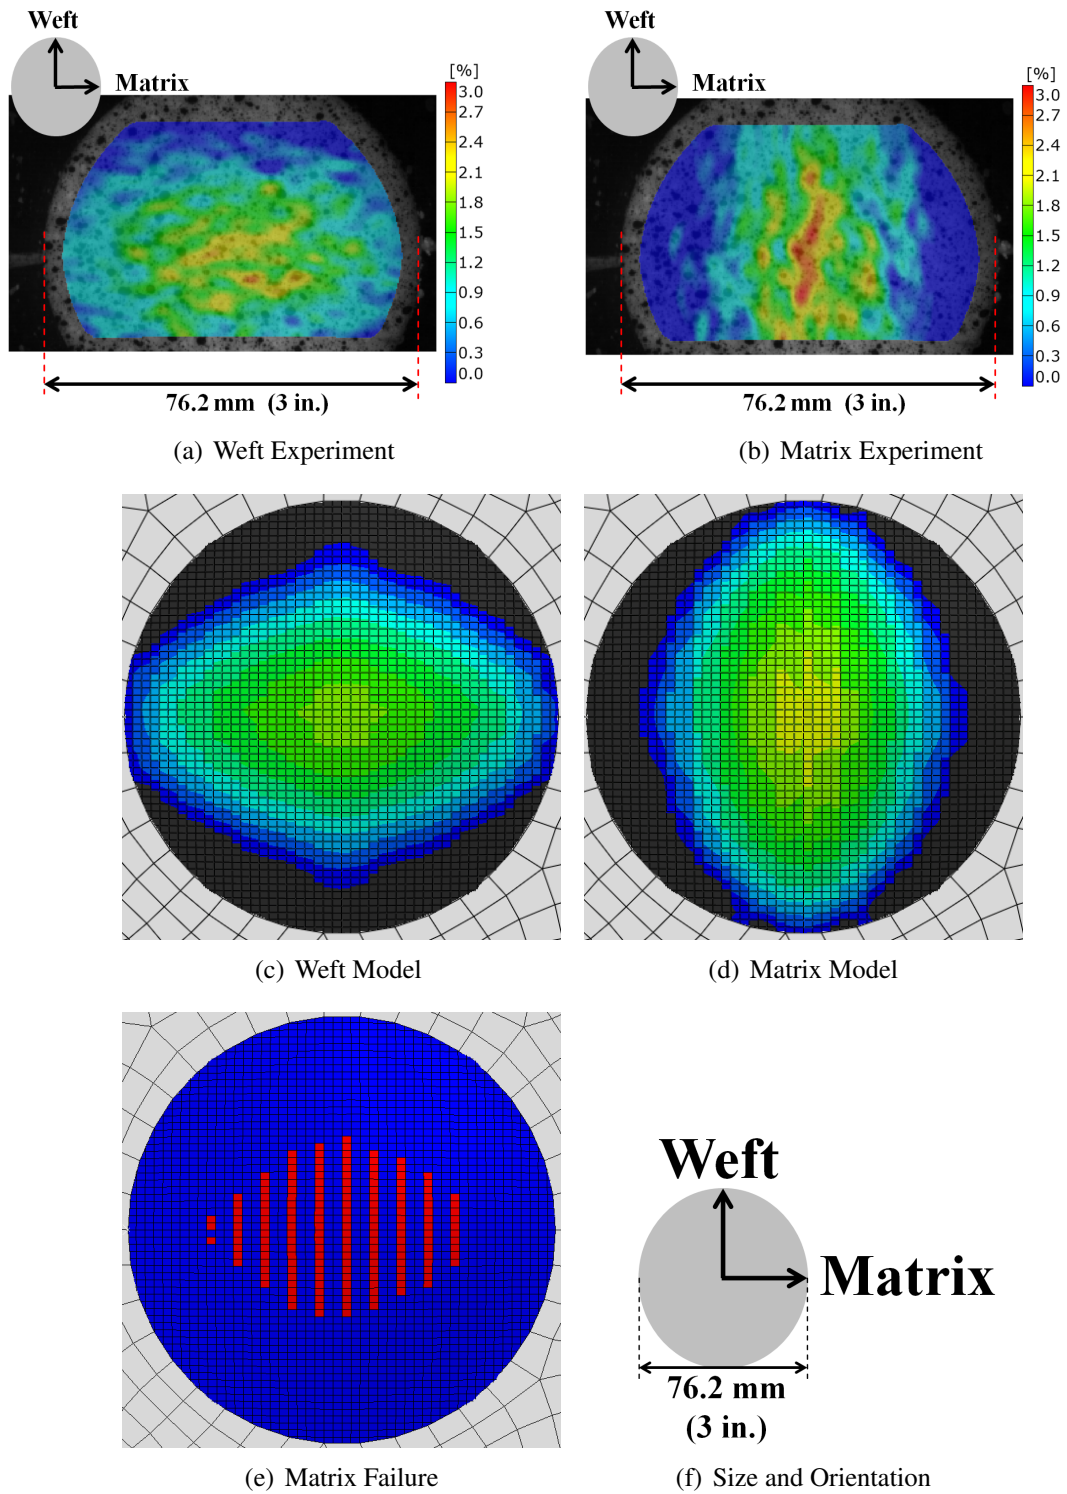 Weft
Matrix
[%]
3.0
2.7
2.4
2.1
1.8
1.5
1.2
0.9
0.6
0.3
0.0
76.2 mm (3 in.)
(a) Weft Experiment
Weft
Matrix
[%]
3.0
2.7
2.4
2.1
1.8
1.5
1.2
0.9
0.6
0.3
0.0
76.2 mm (3 in.)
(b) Matrix Experiment
(c) Weft Model
(d) Matrix Model
(e) Matrix Failure
Weft
Matrix
76.2 mm
(3 in.)
(f) Size and Orientation